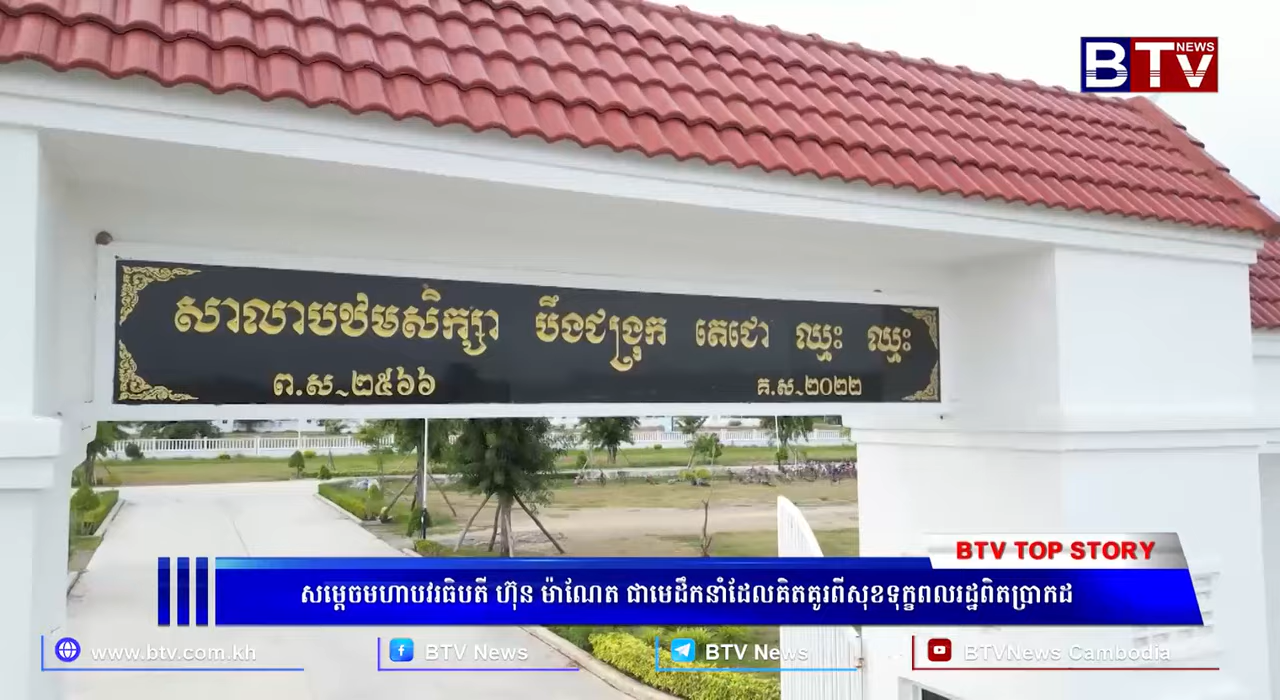 BTV NEWS
សាលាបឋមសិក្សា បឹងជង្រុក តេជោ ឈ្មះ ឈ្មះ
ព.ស~២៥៦៦ គ.ស~២០២២
BTV TOP STORY
សម្ដេចមហាបវរធិបតី ហ៊ុន ម៉ាណែត ជាមេដឹកនាំដែលគិតគូរពីសុខទុក្ខពលរដ្ឋពិតប្រាកដ
www.btv.com.kh BTV News BTV News BTVNews Cambodia